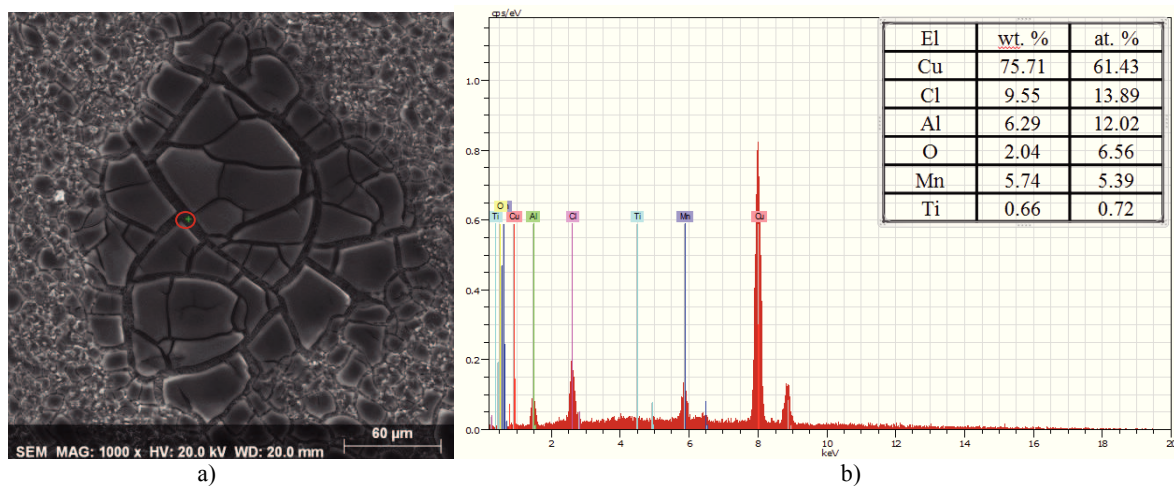 SEM MAG: 1000 x HV: 20.0 kV WD: 20.0 mm
60 µm
a)
cps/eV
1.0
0.8
0.6
0.4
0.2
0.0
Ti
O
Cu
Al
Cl
Ti
Mn
Cu
2
4
6
8
10
12
14
16
18
20
keV
El wt. % at. %
Cu 75.71 61.43
Cl 9.55 13.89
Al 6.29 12.02
O 2.04 6.56
Mn 5.74 5.39
Ti 0.66 0.72
b)